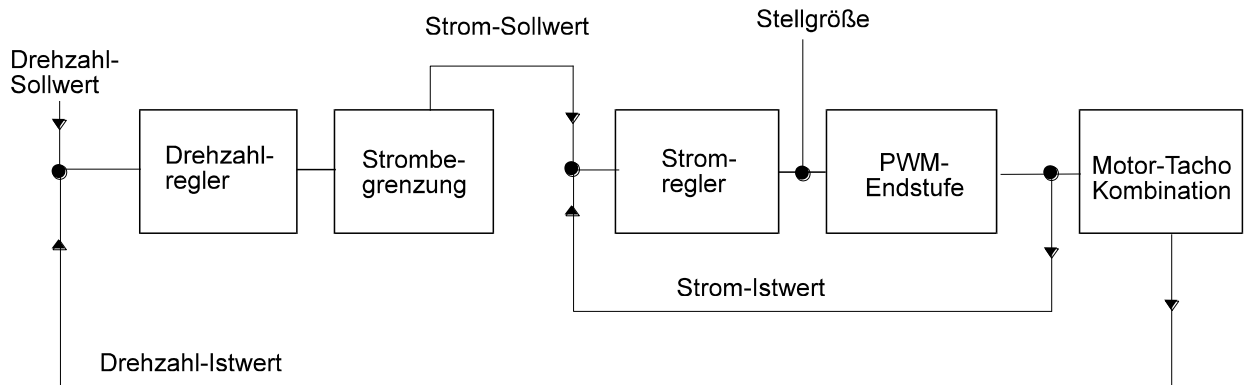 Stellgröße
Strom-Sollwert
Drehzahl-
Sollwert
Drehzahl-
regler
Strombe-
grenzung
Strom-
regler
PWM-
Endstufe
Motor-Tacho
Kombination
Strom-Istwert
Drehzahl-Istwert